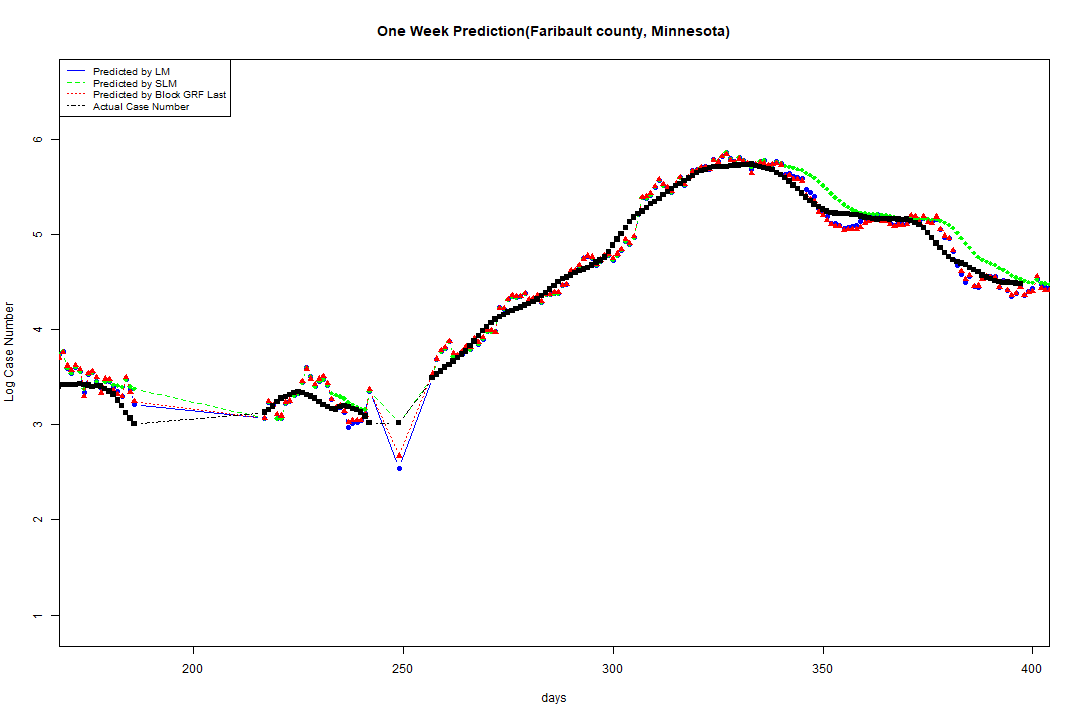 One Week Prediction(Faribault county, Minnesota)
Predicted by LM
Predicted by SLM
Predicted by Block GRF Last
Actual Case Number
6
5
4
3
2
1
Log Case Number
200 250 300 350 400
days